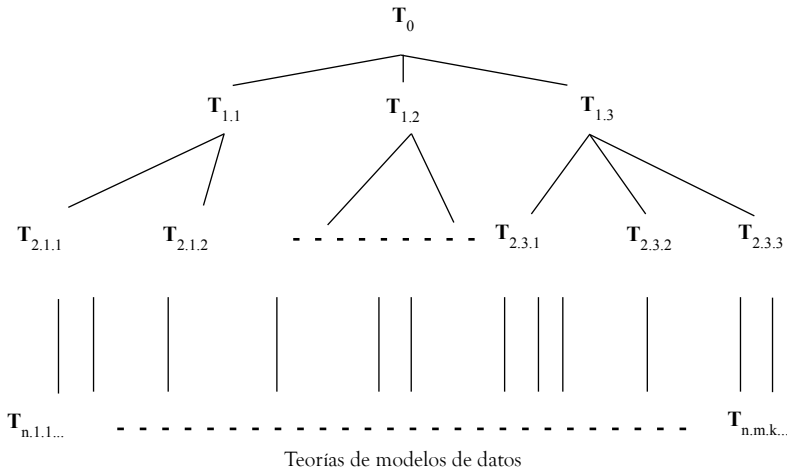 T0
T1.1 T1.2 T1.3
T2.1.1 T2.1.2 - - - - - - - - - - T2.3.1 T2.3.2 T2.3.3
Tn.1.1... - - - - - - - - - - - - - - - - - - - - - - - - - - - - - - Tn.m.k...
Teorías de modelos de datos